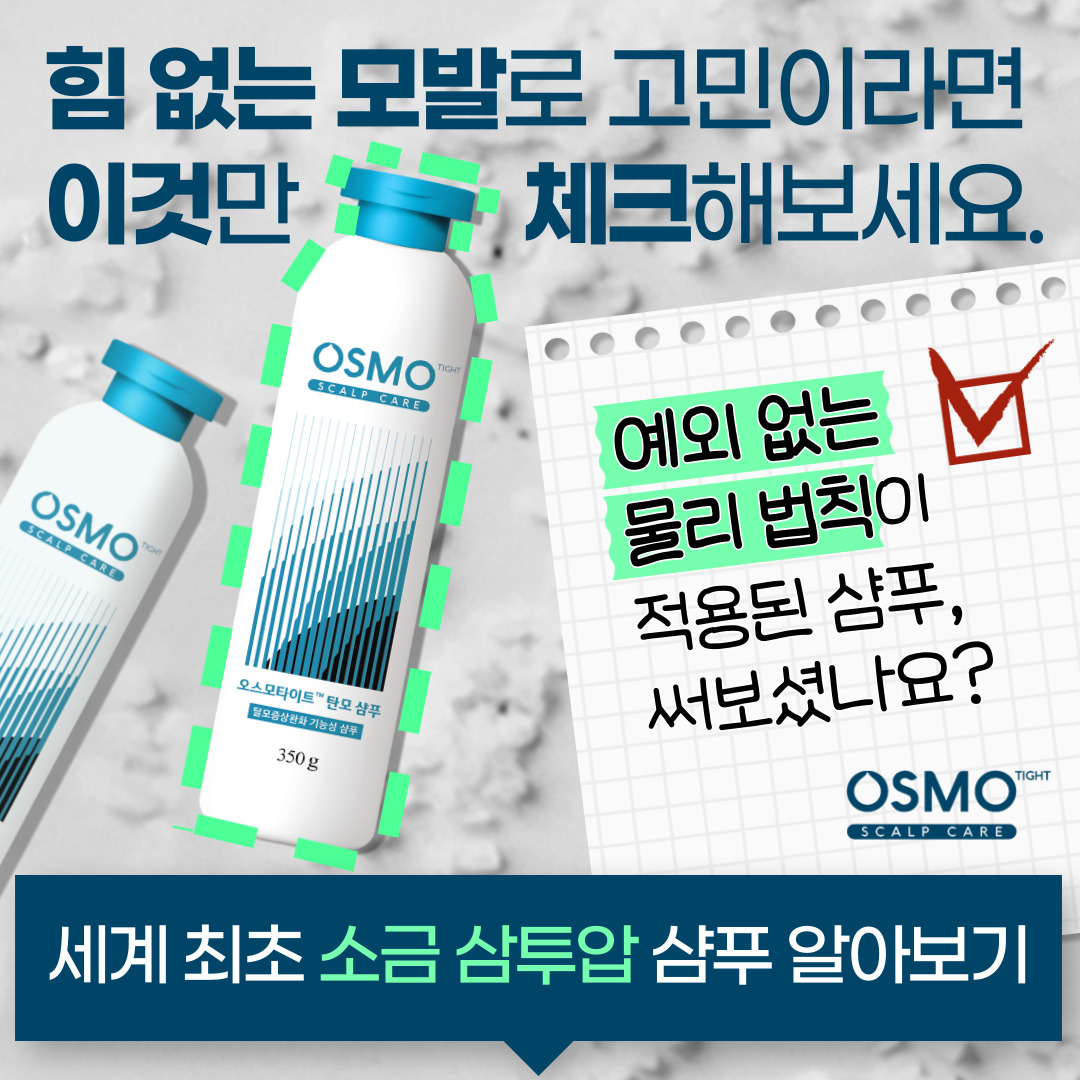 힘 없는 모발로 고민이라면
이것만 체크해보세요.
OSMO TIGHT
SCALP CARE
오스모타이트™ 탄모 샴푸
탈모증상완화 기능성 샴푸
350 g
OSMO TIGHT
SCALP CARE
예외 없는
물리 법칙이
적용된 샴푸,
써보셨나요?
OSMO TIGHT
SCALP CARE
세계 최초 소금 삼투압 샴푸 알아보기